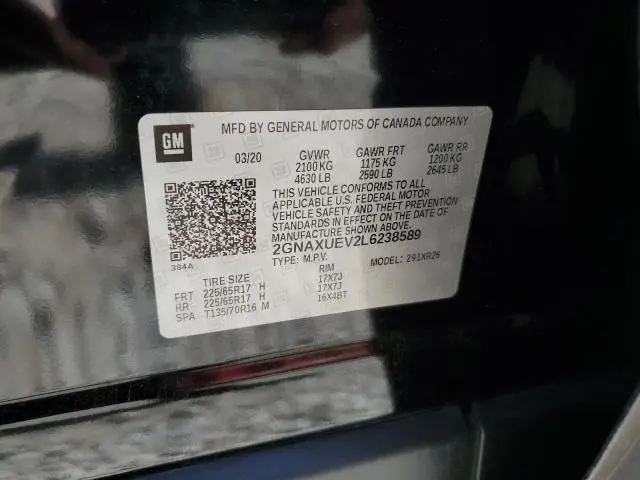 GM MFD BY GENERAL MOTORS OF CANADA COMPANY
03/20 GVWR GAWR FRT GAWR RR
2100 KG 1175 KG 1200 KG
4630 LB 2590 LB 2645 LB
THIS VEHICLE CONFORMS TO ALL
APPLICABLE U.S. FEDERAL MOTOR
VEHICLE SAFETY AND THEFT PREVENTION
STANDARDS IN EFFECT ON THE DATE OF
MANUFACTURE SHOWN ABOVE.
2GNAXUEV2L6238589
384A TYPE: M.P.V. MODEL: 291XR26
TIRE SIZE RIM
FRT 225/65R17 H 17X7J
RR 225/65R17 H 17X7J
SPA T135/70R16 M 16X4BT